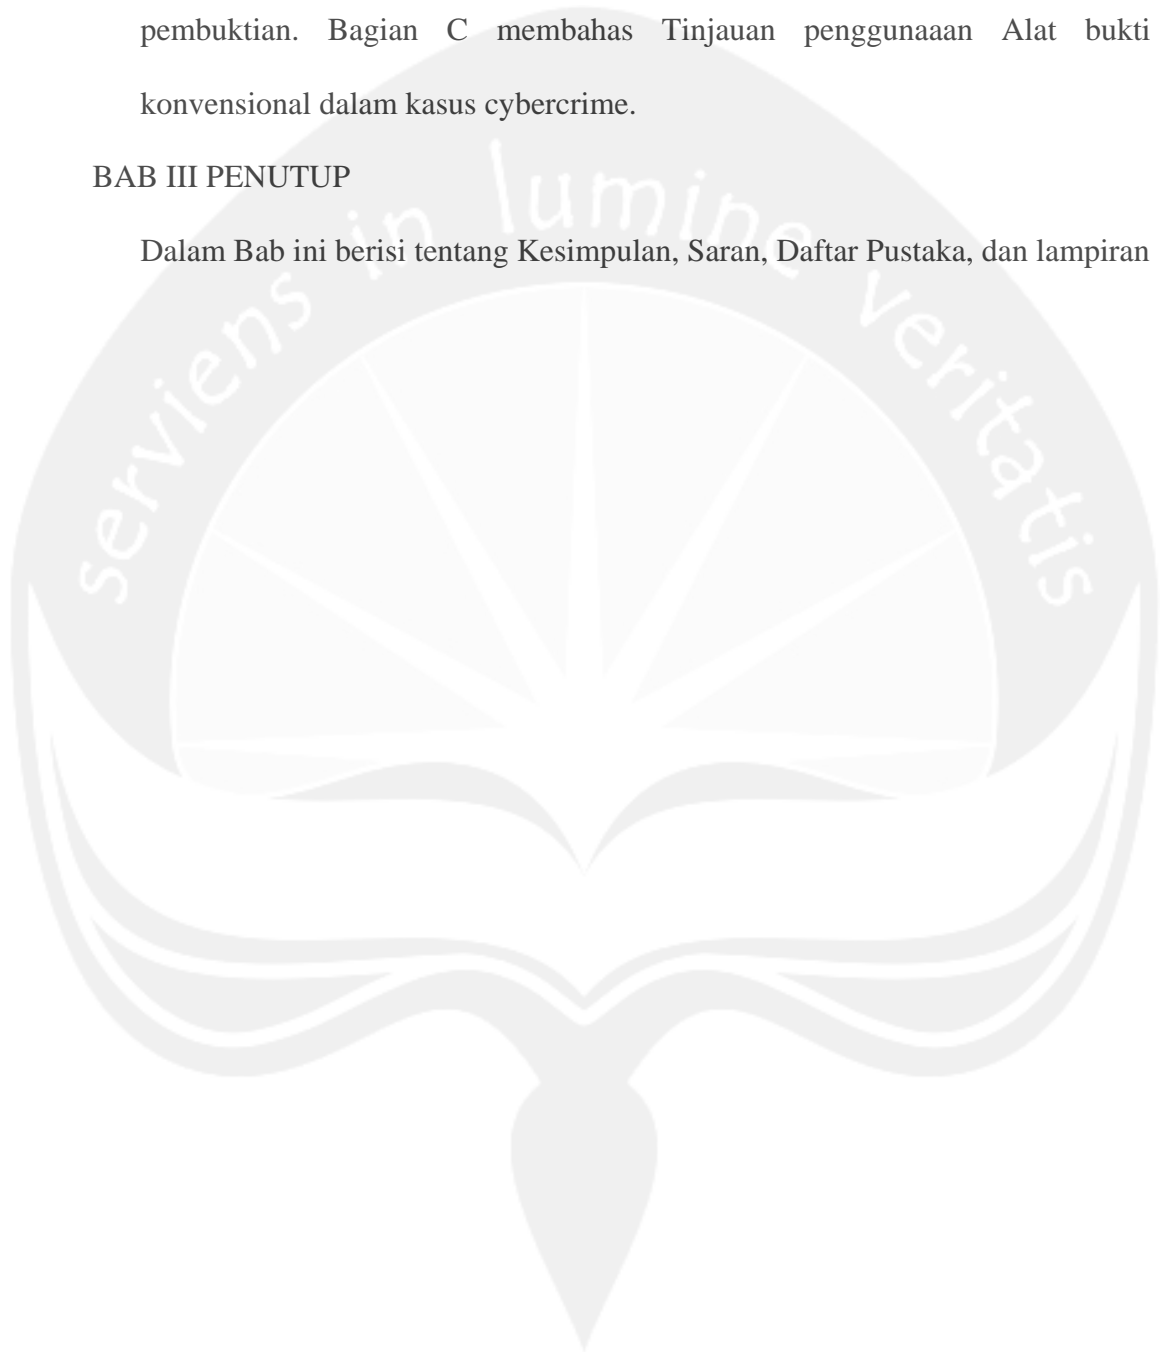 pembuktian. Bagian C membahas Tinjauan penggunaaan Alat bukti
konvensional dalam kasus cybercrime.
BAB III PENUTUP
Dalam Bab ini berisi tentang Kesimpulan, Saran, Daftar Pustaka, dan lampiran
serviens in lumine veritatis